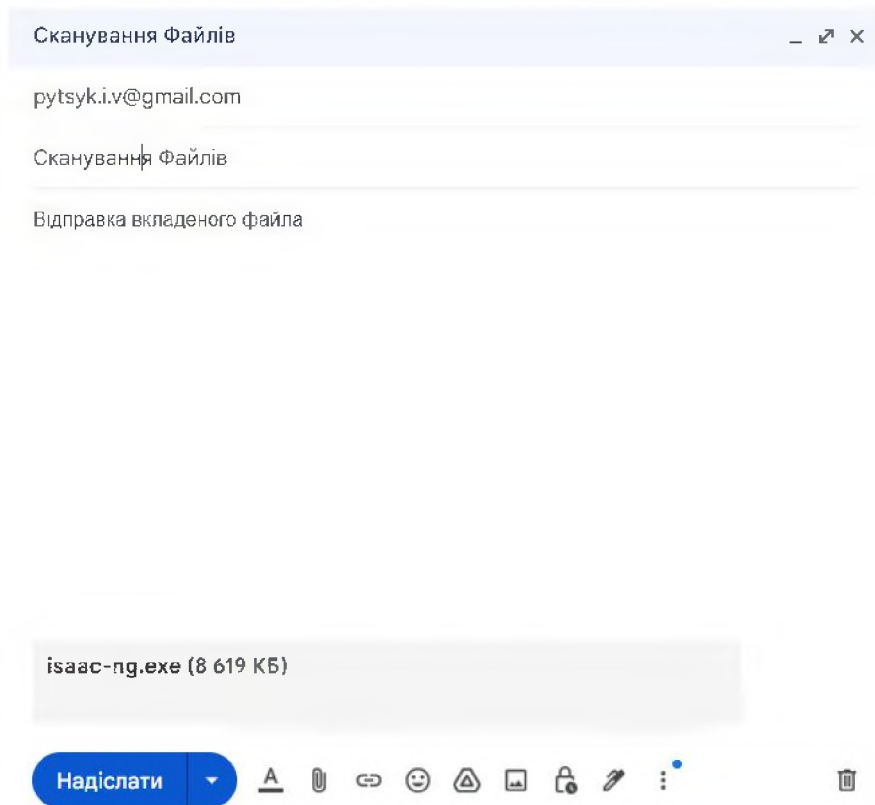 Сканування Файлів
pytsyk.i.v@gmail.com
Сканування Файлів
Відправка вкладеного файла
isaac-ng.exe (8 619 КБ)
Надіслати